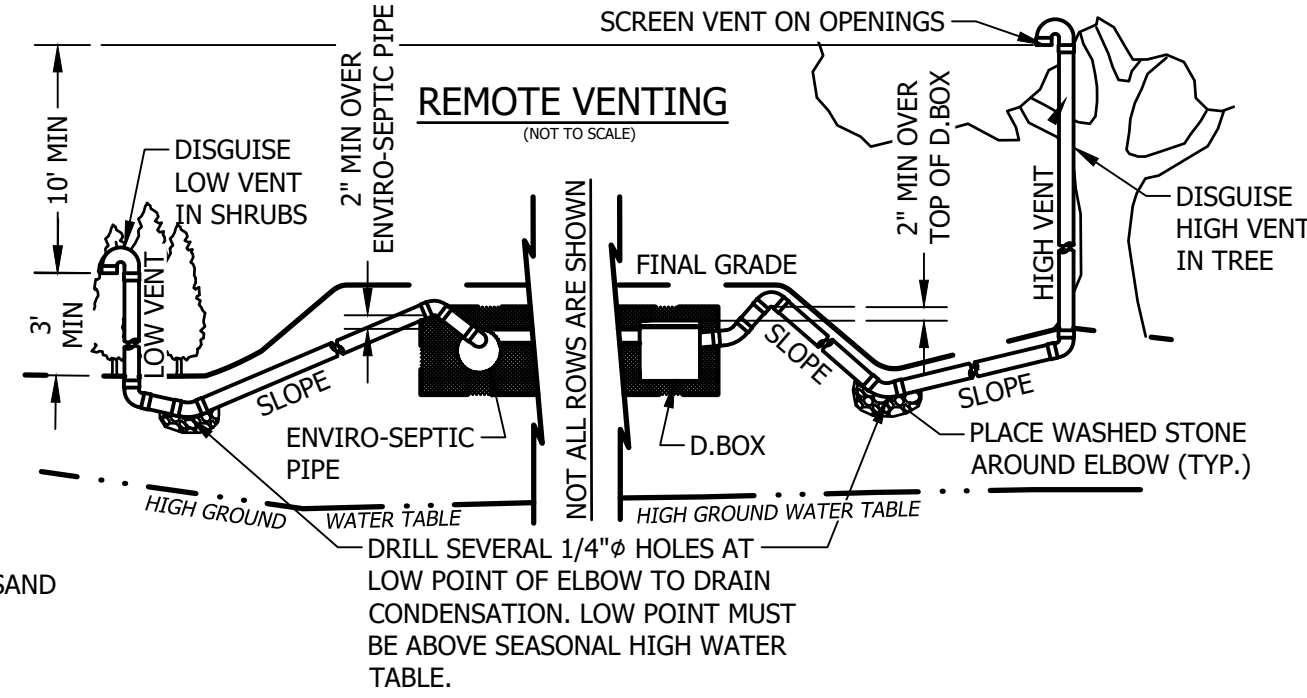 SCREEN VENT ON OPENINGS
REMOTE VENTING
(NOT TO SCALE)
10' MIN
DISGUISE
LOW VENT
IN SHRUBS
2" MIN OVER
ENVIRO-SEPTIC PIPE
2" MIN OVER
TOP OF D.BOX
DISGUISE
HIGH VENT
IN TREE
HIGH VENT
3'
MIN
LOW VENT
FINAL GRADE
NOT ALL ROWS ARE SHOWN
SLOPE
SLOPE
SLOPE
ENVIRO-SEPTIC
PIPE
D.BOX
PLACE WASHED STONE
AROUND ELBOW (TYP.)
HIGH GROUND WATER TABLE
HIGH GROUND WATER TABLE
SAND
DRILL SEVERAL 1/4"ø HOLES AT
LOW POINT OF ELBOW TO DRAIN
CONDENSATION. LOW POINT MUST
BE ABOVE SEASONAL HIGH WATER
TABLE.